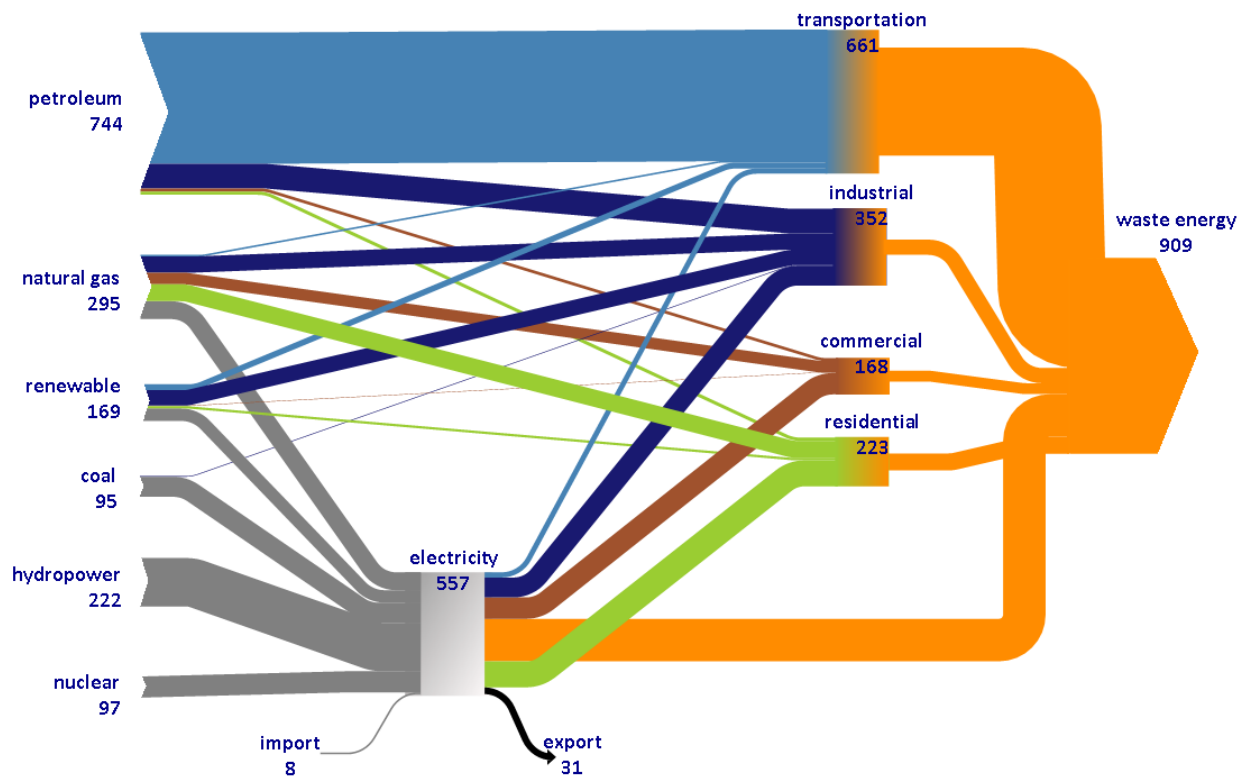 transportation
661
petroleum
744
industrial
352
waste energy
909
natural gas
295
commercial
168
renewable
169
residential
223
coal
95
electricity
557
hydropower
222
nuclear
97
import
8
export
31